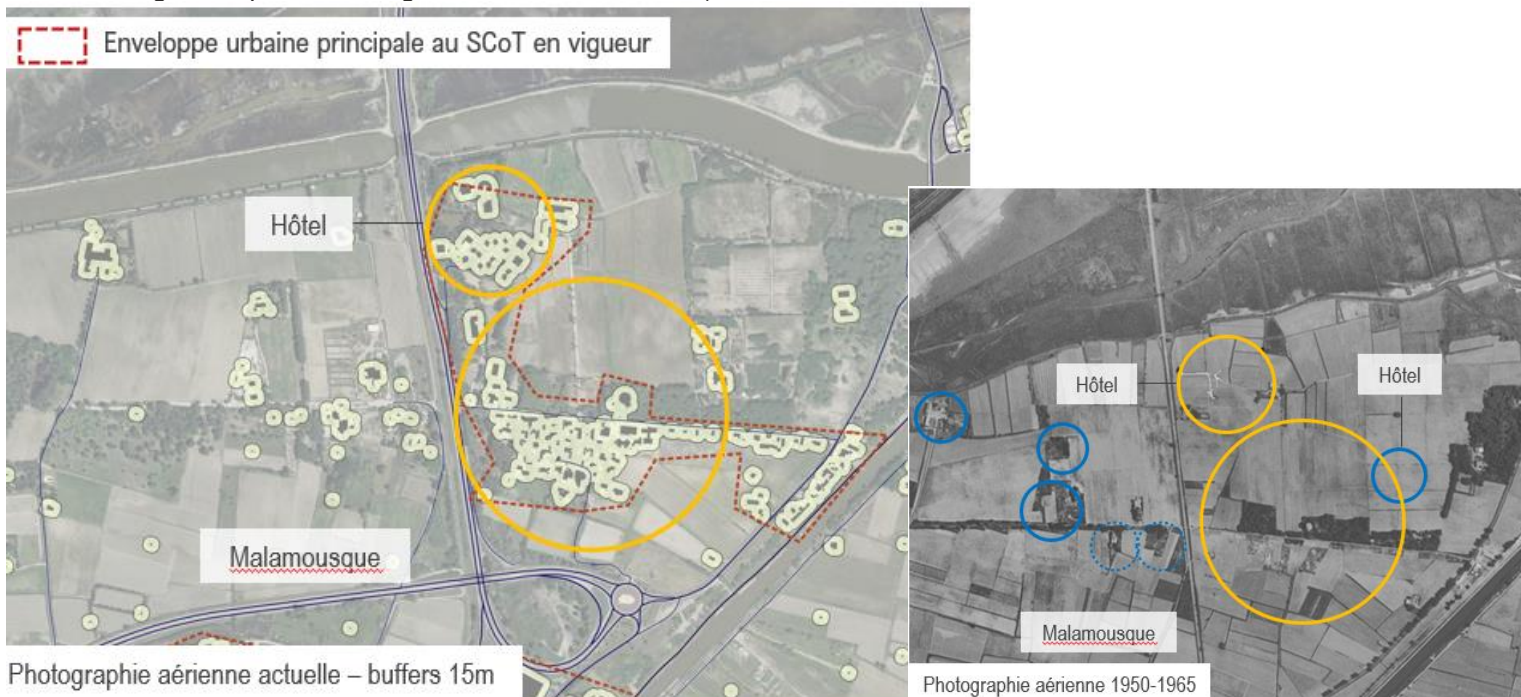 Enveloppe urbaine principale au SCoT en vigueur
Hôtel
Malamousque
Photographie aérienne actuelle – buffers 15m
Hôtel
Hôtel
Malamousque
Photographie aérienne 1950-1965